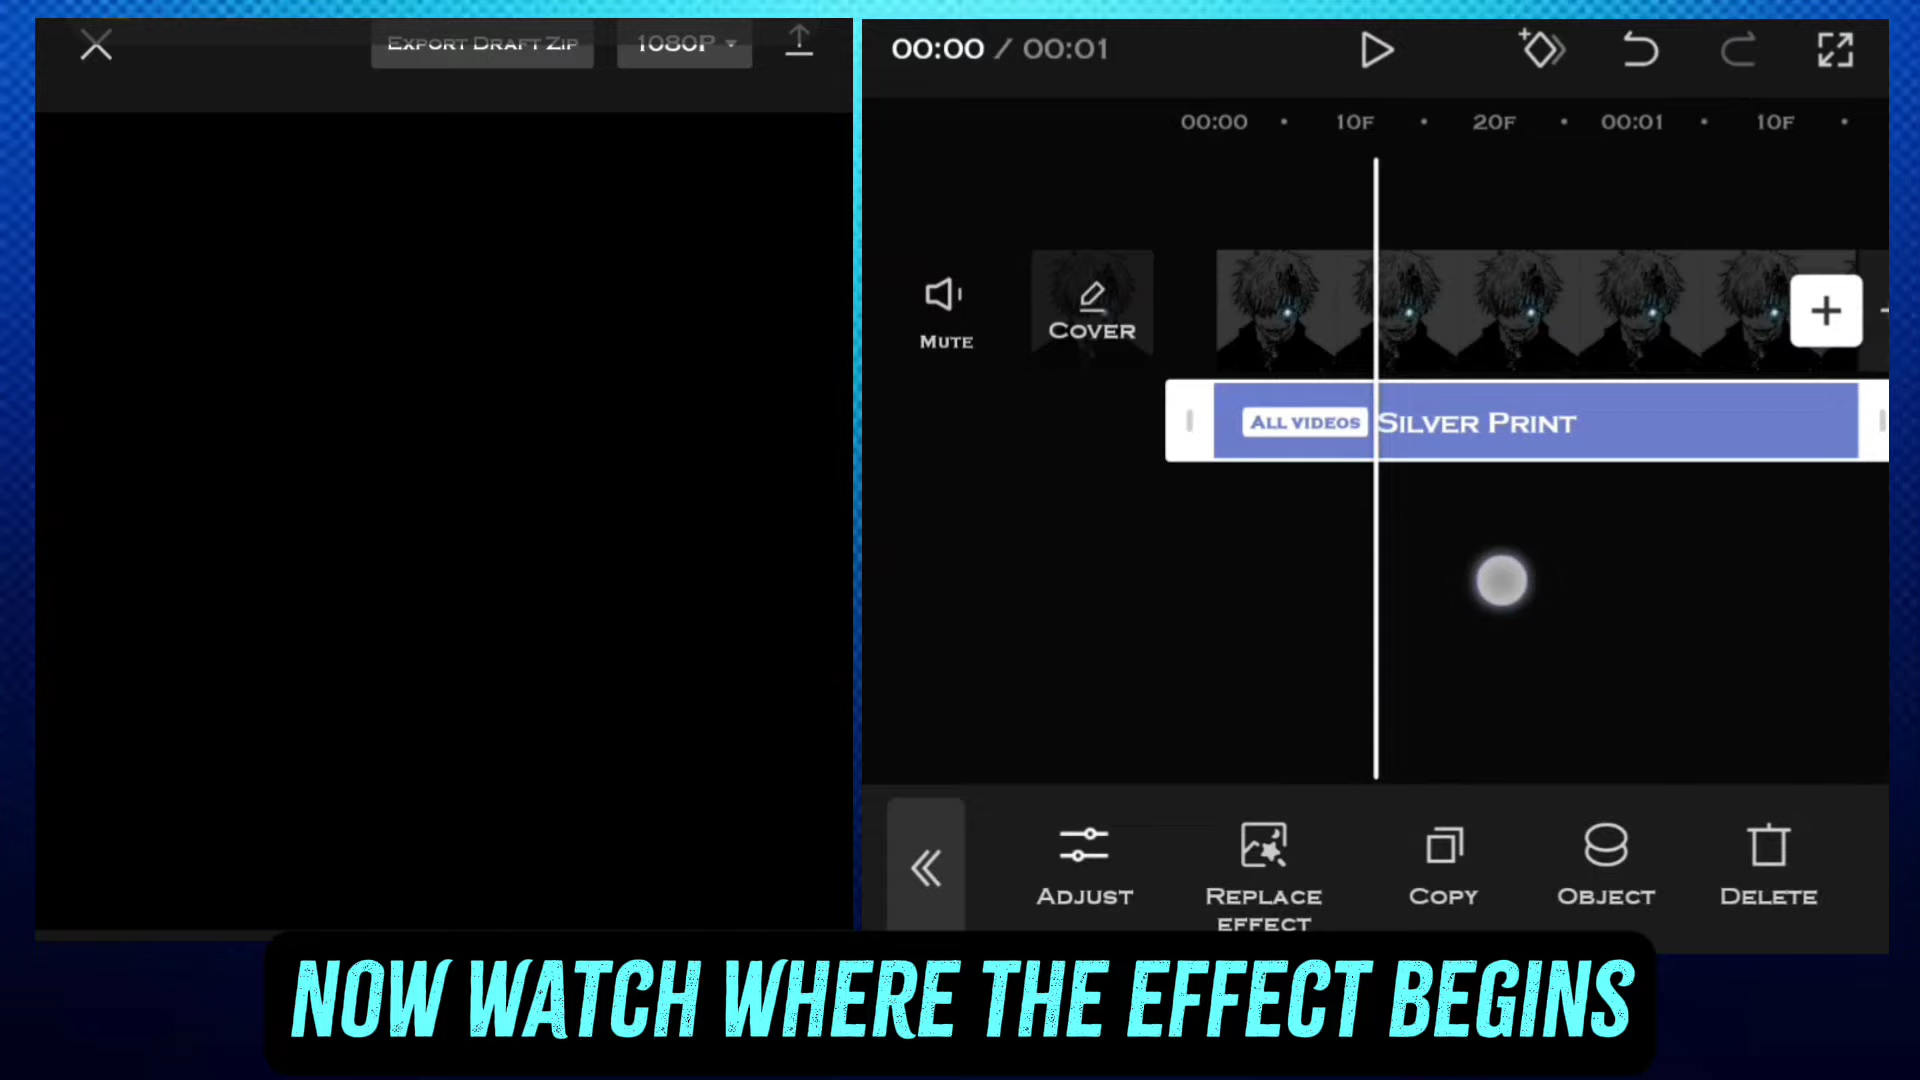 EXPORT DRAFT ZIP
1080P
00:00 / 00:01
00:00 • 10F • 20F • 00:01 • 10F •
MUTE
COVER
ALL VIDEOS SILVER PRINT
ADJUST
REPLACE EFFECT
COPY
OBJECT
DELETE
NOW WATCH WHERE THE EFFECT BEGINS